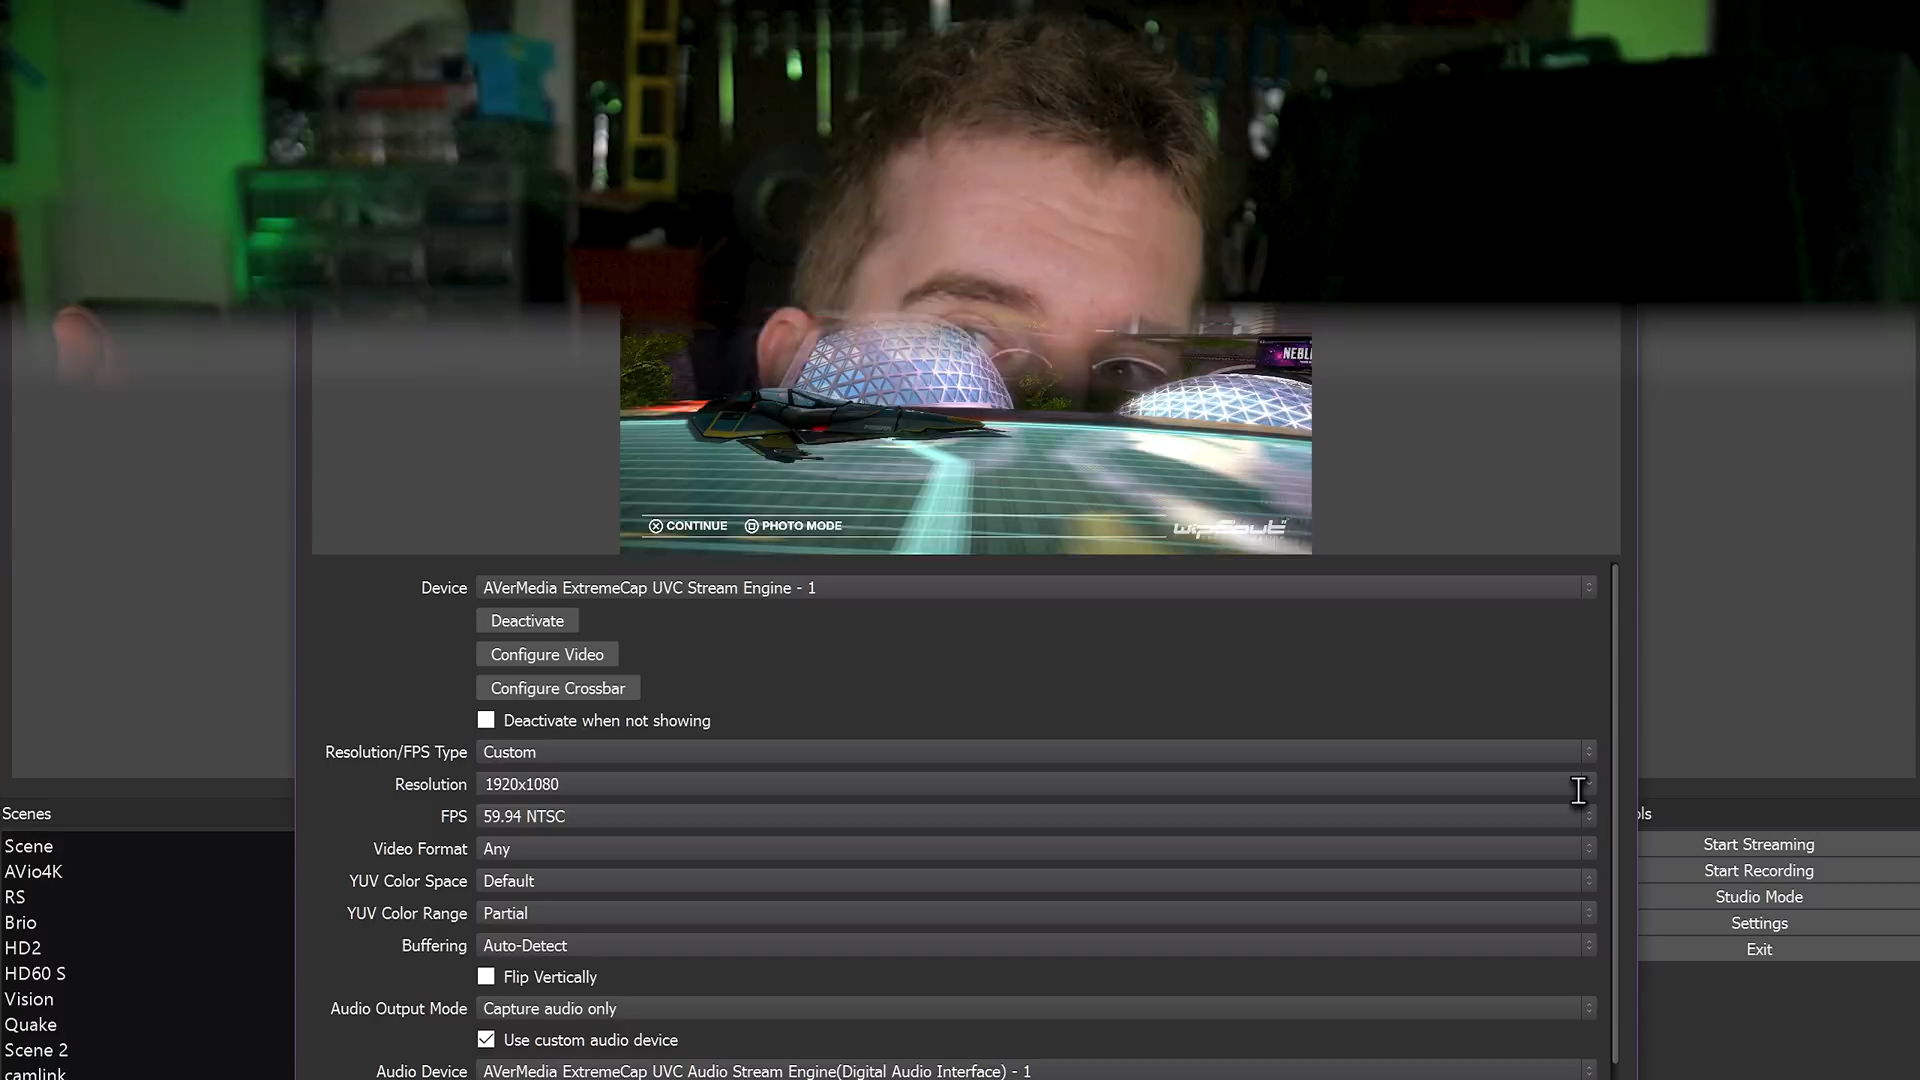 NEBL
CONTINUE PHOTO MODE
wipEout
Device AVerMedia ExtremeCap UVC Stream Engine - 1
Deactivate
Configure Video
Configure Crossbar
Deactivate when not showing
Resolution/FPS Type Custom
Resolution 1920x1080
FPS 59.94 NTSC
Video Format Any
YUV Color Space Default
YUV Color Range Partial
Buffering Auto-Detect
Flip Vertically
Audio Output Mode Capture audio only
Use custom audio device
Audio Device AVerMedia ExtremeCap UVC Audio Stream Engine(Digital Audio Interface) - 1
Scenes
Scene
AVio4K
RS
Brio
HD2
HD60 S
Vision
Quake
Scene 2
camlink
ols
Start Streaming
Start Recording
Studio Mode
Settings
Exit